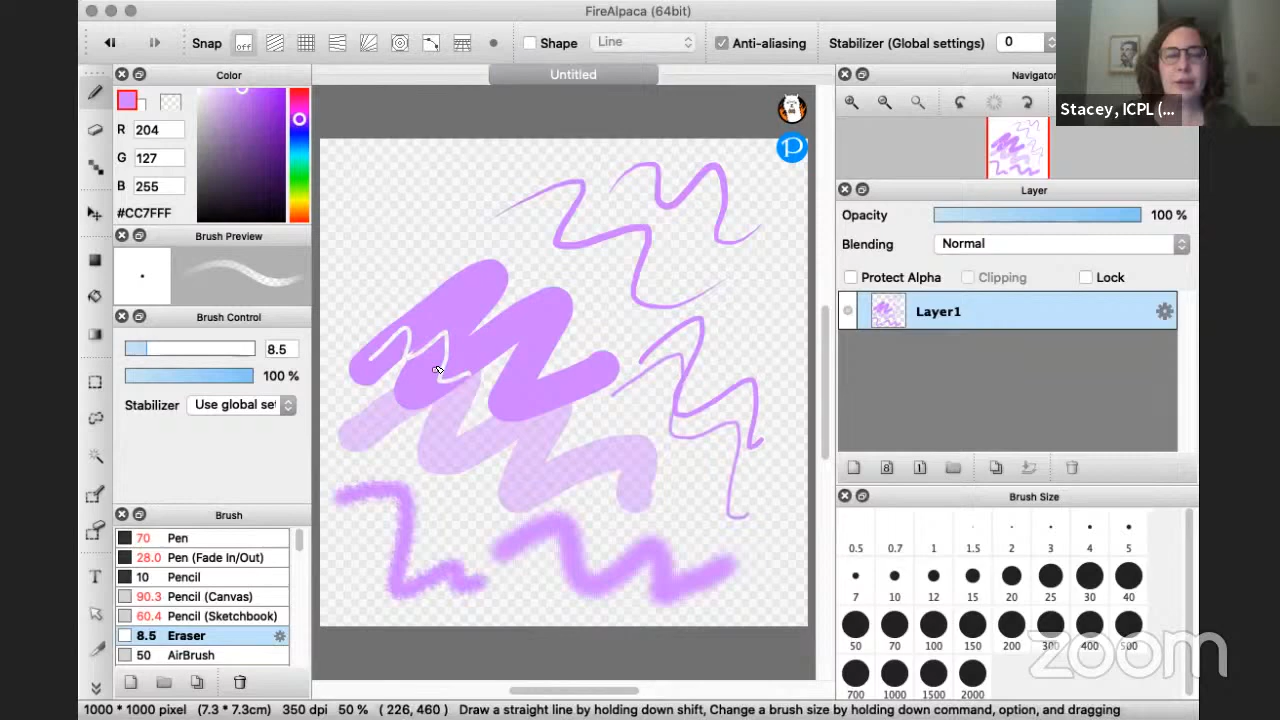 FireAlpaca (64bit)
Snap
off
Shape
Line
Anti-aliasing
Stabilizer (Global settings)
0
Stacey, ICPL (...
Color
Untitled
Navigato
R
204
G
127
B
255
#CC7FFF
Brush Preview
Brush Control
8.5
100 %
Stabilizer
Use global set
Layer
Opacity
100 %
Blending
Normal
Protect Alpha
Clipping
Lock
Layer1
8
1
Brush
70 Pen
28.0 Pen (Fade In/Out)
10 Pencil
90.3 Pencil (Canvas)
60.4 Pencil (Sketchbook)
8.5 Eraser
50 AirBrush
Brush Size
0.5 0.7 1 1.5 2 3 4 5
7 10 12 15 20 25 30 40
50 70 100 150 200 300 400 500
700 1000 1500 2000
zoom
1000 * 1000 pixel (7.3 * 7.3cm) 350 dpi 50 % ( 226, 460 ) Draw a straight line by holding down shift, Change a brush size by holding down command, option, and dragging